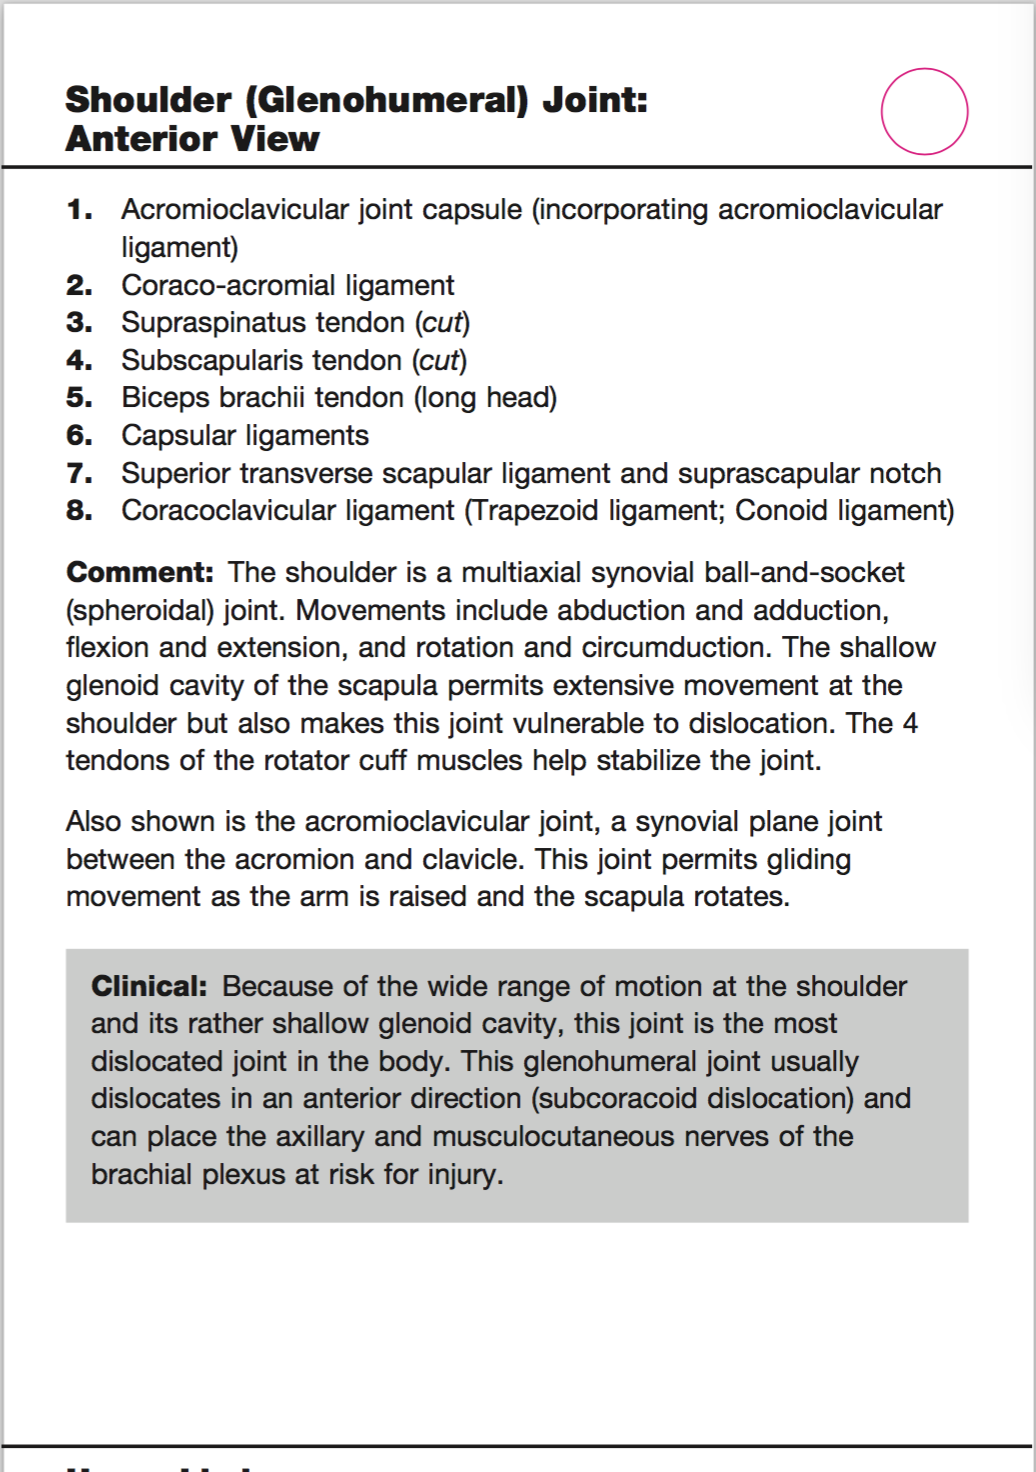 Shoulder (Glenohumeral) Joint:
Anterior View
1. Acromioclavicular joint capsule (incorporating acromioclavicular
ligament)
2. Coraco-acromial ligament
3. Supraspinatus tendon (cut)
4. Subscapularis tendon (cut)
5. Biceps brachii tendon (long head)
6. Capsular ligaments
7. Superior transverse scapular ligament and suprascapular notch
8. Coracoclavicular ligament (Trapezoid ligament; Conoid ligament)
Comment: The shoulder is a multiaxial synovial ball-and-socket
(spheroidal) joint. Movements include abduction and adduction,
flexion and extension, and rotation and circumduction. The shallow
glenoid cavity of the scapula permits extensive movement at the
shoulder but also makes this joint vulnerable to dislocation. The 4
tendons of the rotator cuff muscles help stabilize the joint.
Also shown is the acromioclavicular joint, a synovial plane joint
between the acromion and clavicle. This joint permits gliding
movement as the arm is raised and the scapula rotates.
Clinical: Because of the wide range of motion at the shoulder
and its rather shallow glenoid cavity, this joint is the most
dislocated joint in the body. This glenohumeral joint usually
dislocates in an anterior direction (subcoracoid dislocation) and
can place the axillary and musculocutaneous nerves of the
brachial plexus at risk for injury.